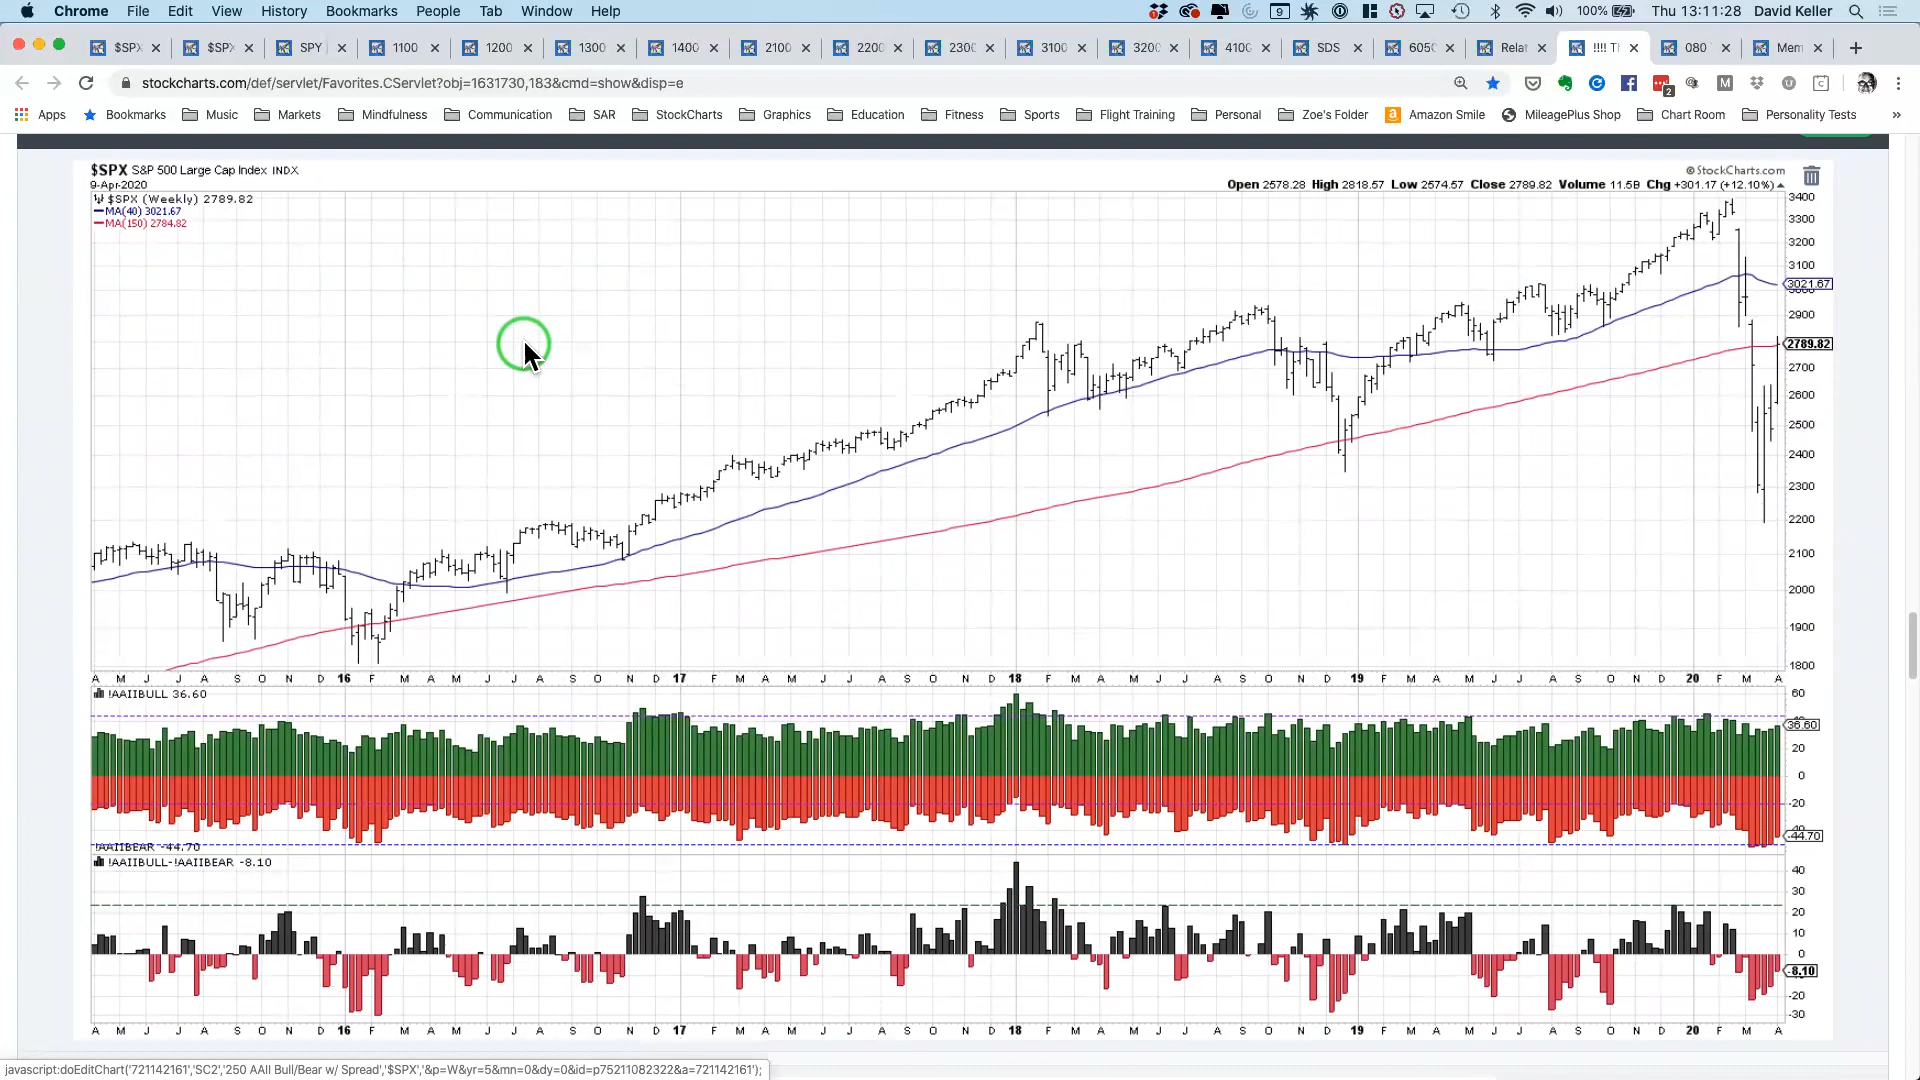 Chrome File Edit View History Bookmarks People Tab Window Help 9 100% Thu 13:11:28 David Keller
$SPX $SPX SPY 1100 1200 1300 1400 2100 2200 2300 3100 3200 4100 SDS 6050 Relat !!!! Th 080 Mem
stockcharts.com/def/servlet/Favorites.CServlet?obj=1631730,183&cmd=show&disp=e
Apps Bookmarks Music Markets Mindfulness Communication SAR StockCharts Graphics Education Fitness Sports Flight Training Personal Zoe's Folder Amazon Smile MileagePlus Shop Chart Room Personality Tests »
$SPX S&P 500 Large Cap Index INDX
©StockCharts.com
9-Apr-2020
Open 2578.28 High 2818.57 Low 2574.57 Close 2789.82 Volume 11.5B Chg +301.17 (+12.10%)
$SPX (Weekly) 2789.82
MA(40) 3021.67
MA(150) 2784.82
3400
3300
3200
3100
3021.67
3000
2900
2789.82
2700
2600
2500
2400
2300
2200
2100
2000
1900
1800
A M J J A S O N D 16 F M A M J J A S O N D 17 F M A M J J A S O N D 18 F M A M J J A S O N D 19 F M A M J J A S O N D 20 F M A
!AAIIBULL 36.60
60
36.60
20
0
-20
-44.70
!AAIIBEAR -44.70
!AAIIBULL-!AAIIBEAR -8.10
40
30
20
10
0
-8.10
-20
-30
A M J J A S O N D 16 F M A M J J A S O N D 17 F M A M J J A S O N D 18 F M A M J J A S O N D 19 F M A M J J A S O N D 20 F M A
javascript:doEditChart('721142161','SC2','250 AAII Bull/Bear w/ Spread','$SPX','&p=W&yr=5&mn=0&dy=0&id=p75211082322&a=721142161');